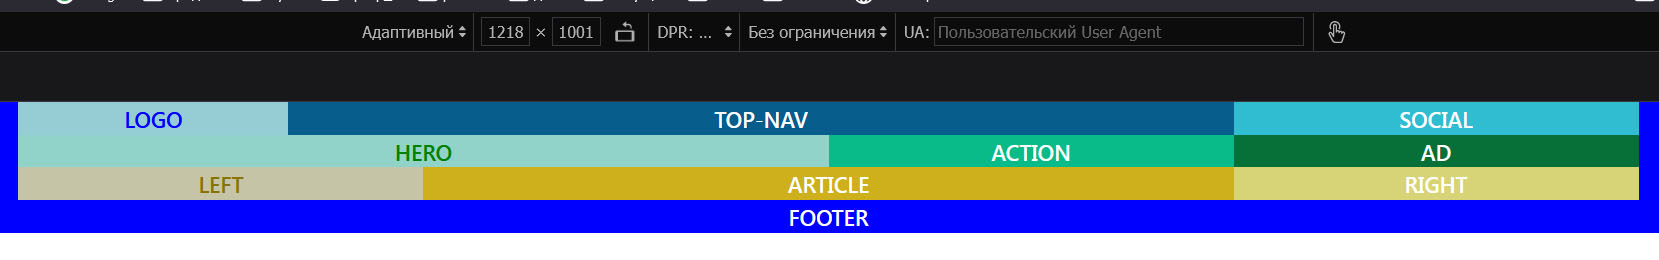 Адаптивный 1218 × 1001 DPR: ... Без ограничения UA: Пользовательский User Agent
LOGO TOP-NAV SOCIAL
HERO ACTION AD
LEFT ARTICLE RIGHT
FOOTER